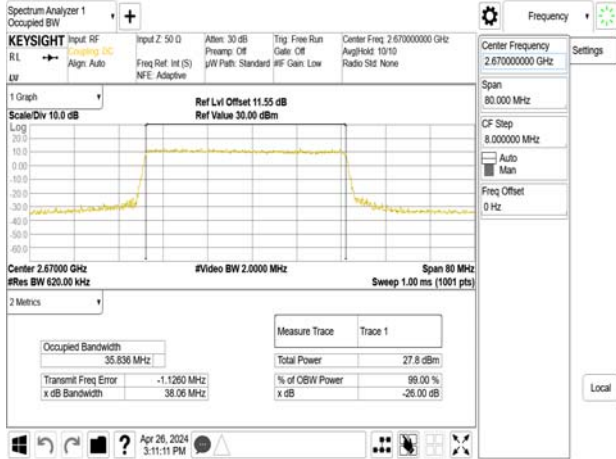 Spectrum Analyzer 1
Occupied BW
Frequency
KEYSIGHT
RL
Input: RF
Coupling: DC
Align: Auto
Input Z: 50 Ω
Freq Ref: Int (S)
NFE: Adaptive
Atten: 30 dB
Preamp: Off
µW Path: Standard
Trig: Free Run
Gate: Off
#IF Gain: Low
Center Freq: 2.670000000 GHz
Avg|Hold: 10/10
Radio Std: None
1 Graph
Scale/Div 10.0 dB
Ref Lvl Offset 11.55 dB
Ref Value 30.00 dBm
Log
20.0
10.0
0.00
-10.0
-20.0
-30.0
-40.0
-50.0
-60.0
Center 2.67000 GHz
#Res BW 620.00 kHz
#Video BW 2.0000 MHz
Span 80 MHz
Sweep 1.00 ms (1001 pts)
2 Metrics
Occupied Bandwidth
35.836 MHz
Transmit Freq Error -1.1260 MHz
x dB Bandwidth 38.06 MHz
Measure Trace Trace 1
Total Power 27.8 dBm
% of OBW Power 99.00 %
x dB -26.00 dB
Center Frequency
2.670000000 GHz
Span
80.000 MHz
CF Step
8.000000 MHz
Auto
Man
Freq Offset
0 Hz
Settings
Local
?
Apr 26, 2024
3:11:11 PM